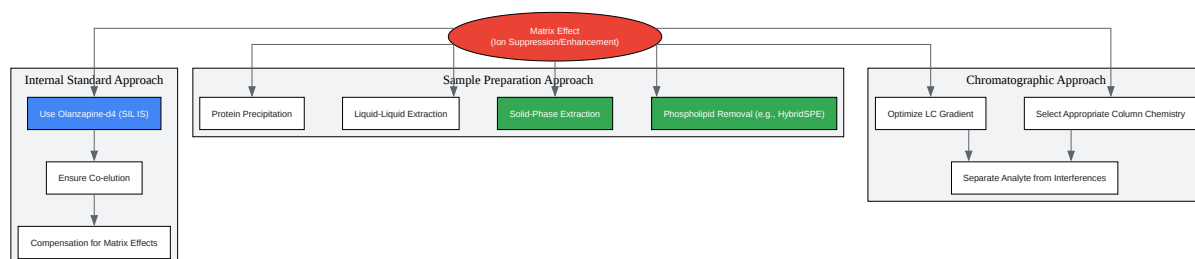 Matrix Effect
(Ion Suppression/Enhancement)
Internal Standard Approach
Sample Preparation Approach
Chromatographic Approach
Use Olanzapine-d4 (SIL IS)
Protein Precipitation
Liquid-Liquid Extraction
Solid-Phase Extraction
Phospholipid Removal (e.g., HybridSPE)
Optimize LC Gradient
Select Appropriate Column Chemistry
Ensure Co-elution
Separate Analyte from Interferences
Compensation for Matrix Effects